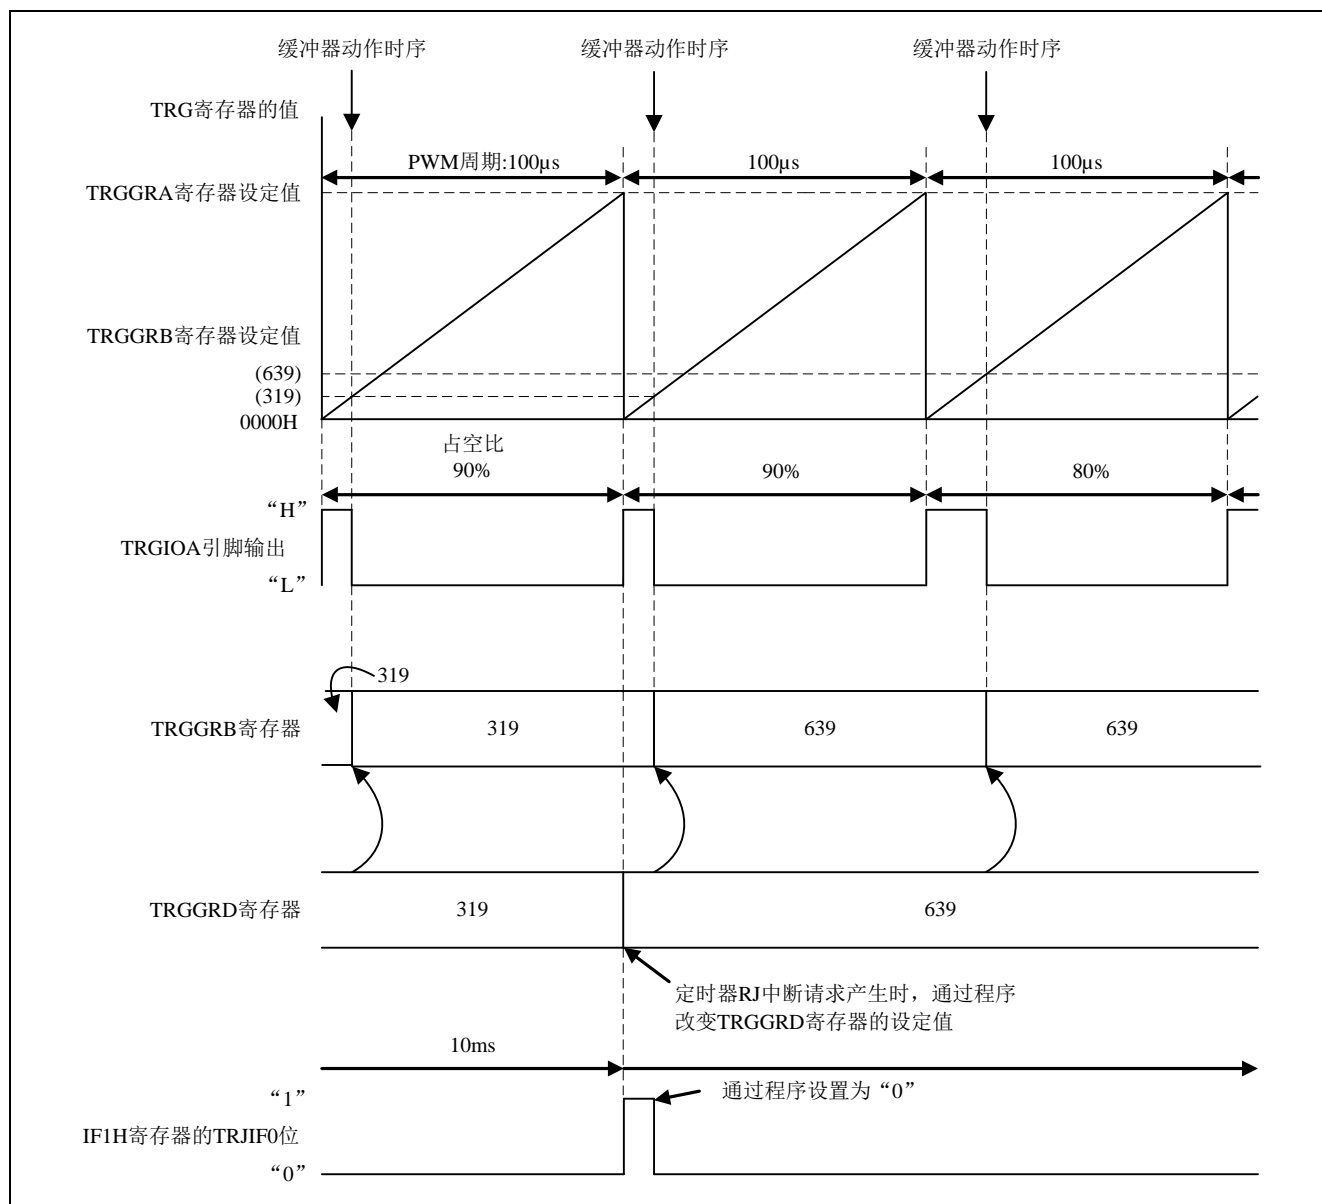 缓冲器动作时序
缓冲器动作时序
缓冲器动作时序
TRG寄存器的值
PWM周期:100µs
100µs
100µs
TRGGRA寄存器设定值
TRGGRB寄存器设定值
(639)
(319)
0000H
占空比
90%
90%
80%
“H”
TRGIOA引脚输出
“L”
319
TRGGRB寄存器
319
639
639
TRGGRD寄存器
319
639
定时器RJ中断请求产生时，通过程序
改变TRGGRD寄存器的设定值
10ms
“1”
通过程序设置为“0”
IF1H寄存器的TRJIF0位
“0”